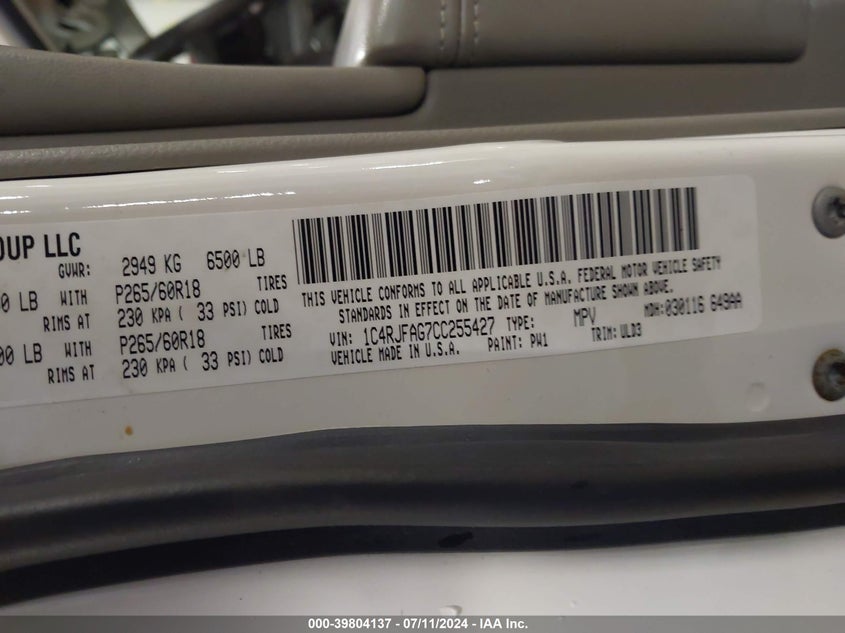 OUP LLC
GVWR: 2949 KG 6500 LB
0 LB WITH P265/60R18 TIRES
RIMS AT 230 KPA ( 33 PSI) COLD
00 LB WITH P265/60R18 TIRES
RIMS AT 230 KPA ( 33 PSI) COLD
THIS VEHICLE CONFORMS TO ALL APPLICABLE U.S.A. FEDERAL MOTOR VEHICLE SAFETY
STANDARDS IN EFFECT ON THE DATE OF MANUFACTURE SHOWN ABOVE.
VIN: 1C4RJFAG7CC255427 TYPE: MPV MDH: 030116 649AA
VEHICLE MADE IN U.S.A. PAINT: PW1 TRIM: ULD3
000-39804137 - 07/11/2024 - IAA Inc.